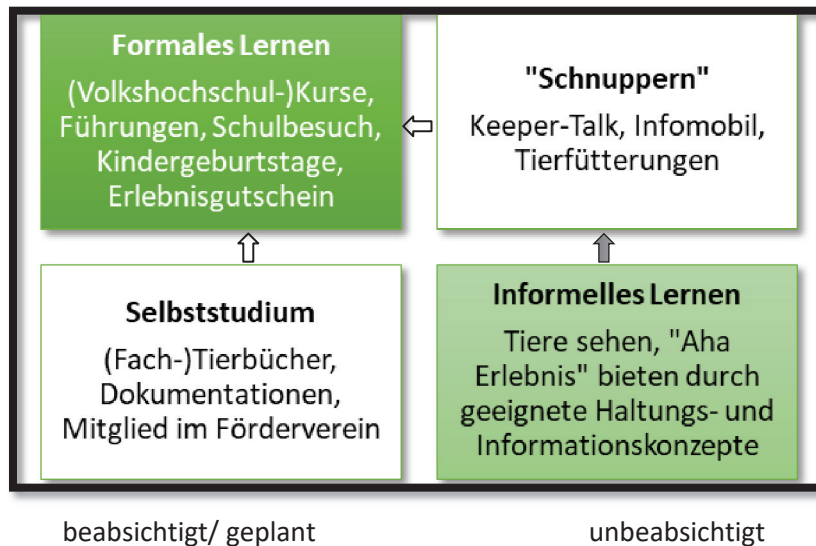 Formales Lernen
(Volkshochschul-)Kurse,
Führungen, Schulbesuch,
Kindergeburtstage,
Erlebnisgutschein
"Schnuppern"
Keeper-Talk, Infomobil,
Tierfütterungen
Selbststudium
(Fach-)Tierbücher,
Dokumentationen,
Mitglied im Förderverein
Informelles Lernen
Tiere sehen, "Aha
Erlebnis" bieten durch
geeignete Haltungs- und
Informationskonzepte
beabsichtigt/ geplant
unbeabsichtigt